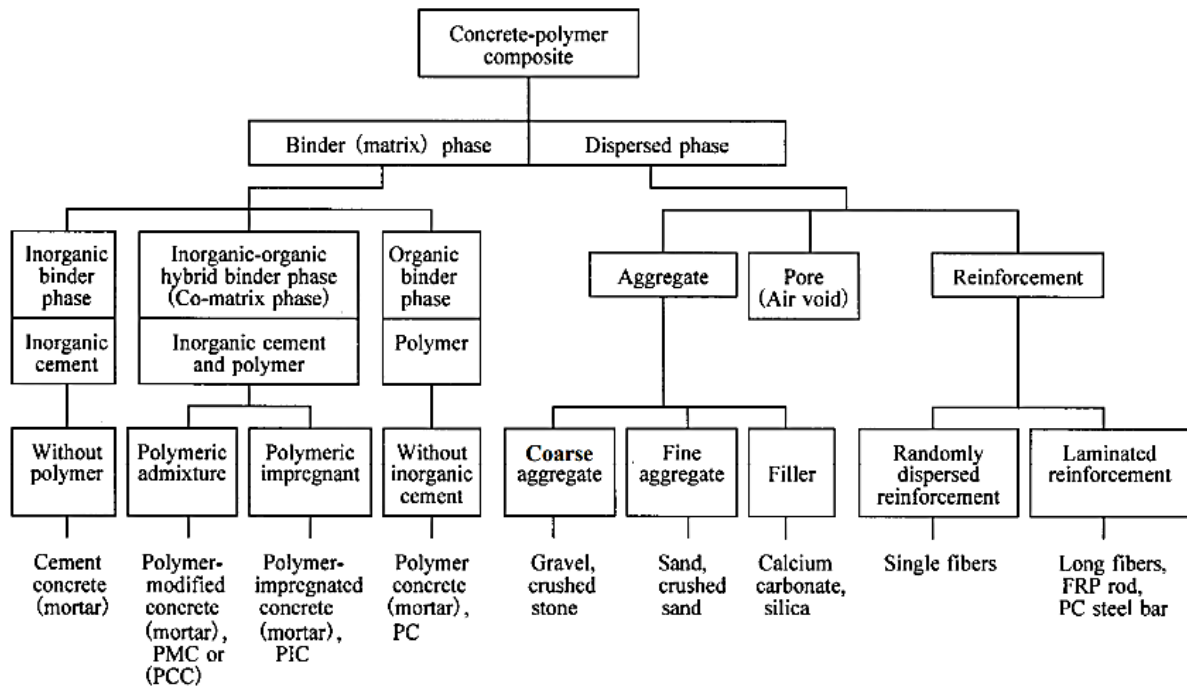 Concrete-polymer
composite
Binder (matrix) phase
Dispersed phase
Inorganic
binder
phase
Inorganic
cement
Inorganic-organic
hybrid binder phase
(Co-matrix phase)
Inorganic cement
and polymer
Organic
binder
phase
Polymer
Aggregate
Pore
(Air void)
Reinforcement
Without
polymer
Polymeric
admixture
Polymeric
impregnant
Without
inorganic
cement
Coarse
aggregate
Fine
aggregate
Filler
Randomly
dispersed
reinforcement
Laminated
reinforcement
Cement
concrete
(mortar)
Polymer-
modified
concrete
(mortar),
PMC or
(PCC)
Polymer-
impregnated
concrete
(mortar),
PIC
Polymer
concrete
(mortar),
PC
Gravel,
crushed
stone
Sand,
crushed
sand
Calcium
carbonate,
silica
Single fibers
Long fibers,
FRP rod,
PC steel bar